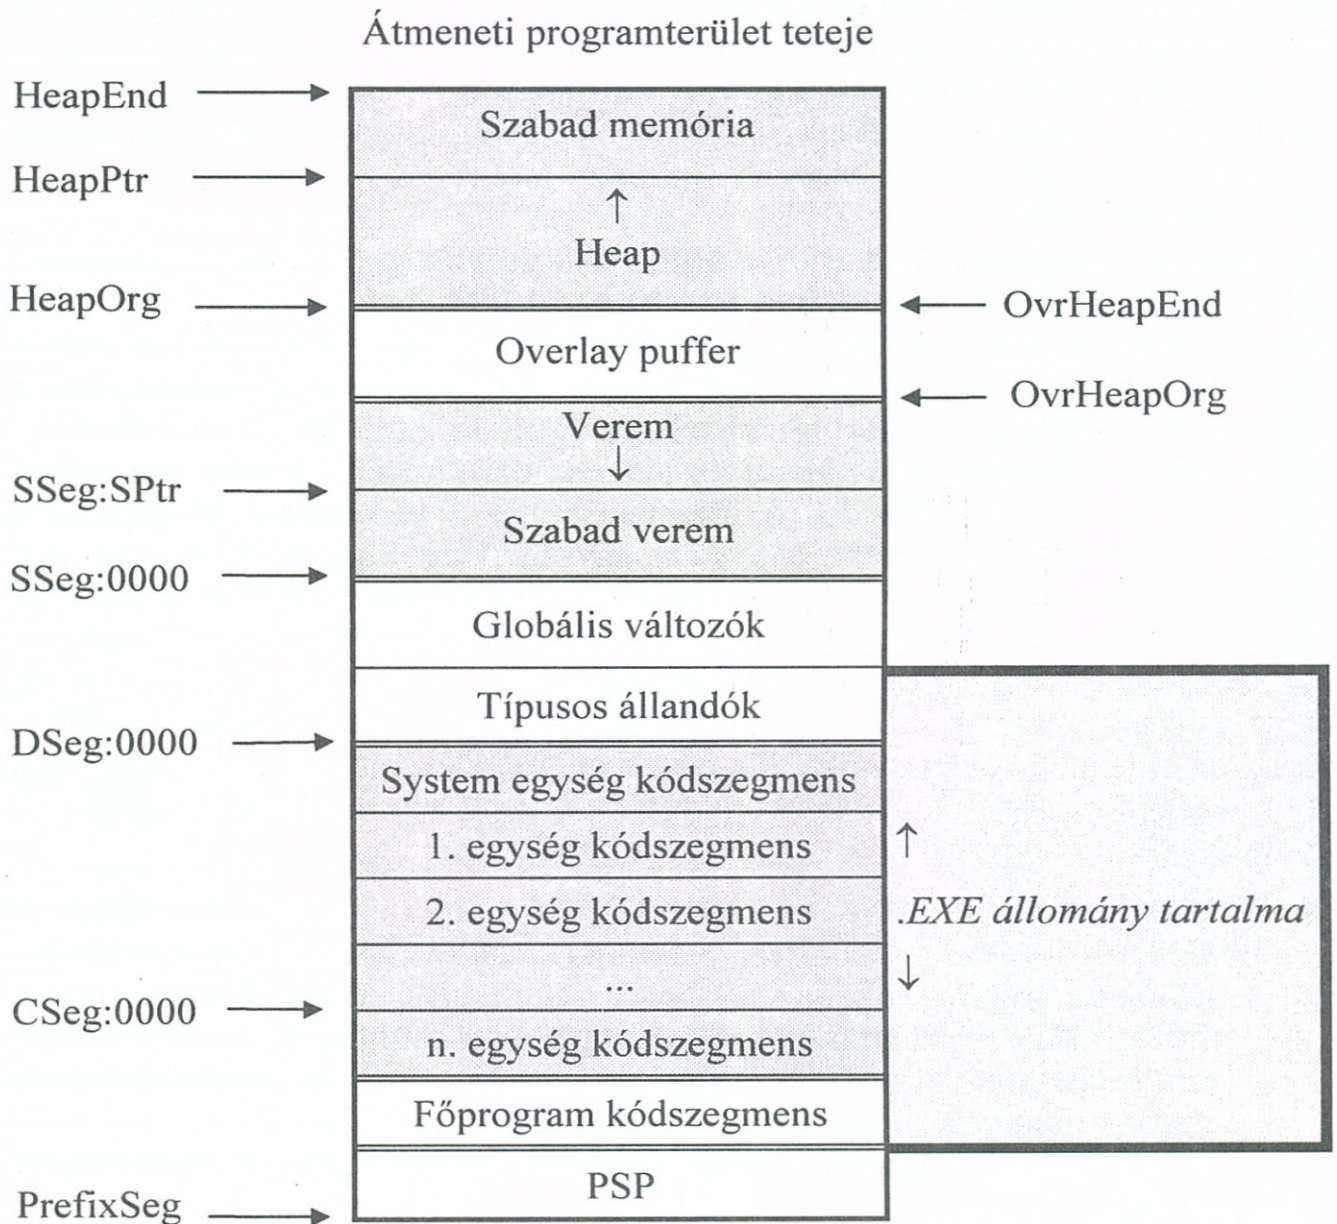 Átmeneti programterület teteje
HeapEnd
Szabad memória
HeapPtr
↑
Heap
HeapOrg
OvrHeapEnd
Overlay puffer
OvrHeapOrg
Verem
↓
SSeg:SPtr
Szabad verem
SSeg:0000
Globális változók
Típusos állandók
DSeg:0000
System egység kódszegmens
1. egység kódszegmens
↑
2. egység kódszegmens
.EXE állomány tartalma
...
↓
CSeg:0000
n. egység kódszegmens
Főprogram kódszegmens
PSP
PrefixSeg